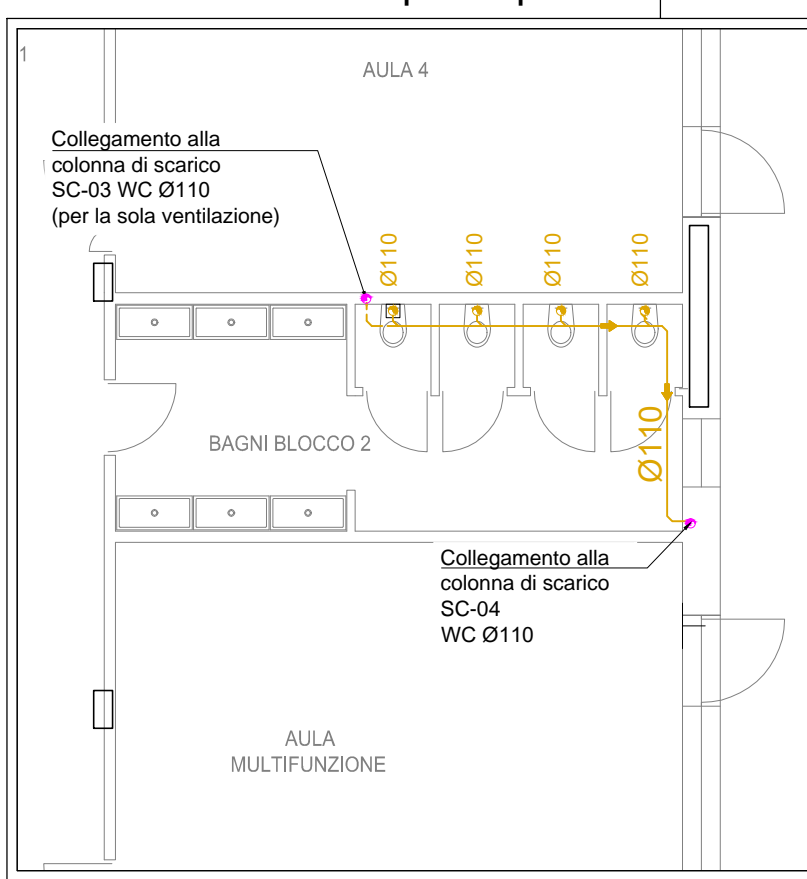 1
AULA 4
Collegamento alla
colonna di scarico
SC-03 WC Ø110
(per la sola ventilazione)
Ø110
Ø110
Ø110
Ø110
Ø110
BAGNI BLOCCO 2
Collegamento alla
colonna di scarico
SC-04
WC Ø110
AULA
MULTIFUNZIONE